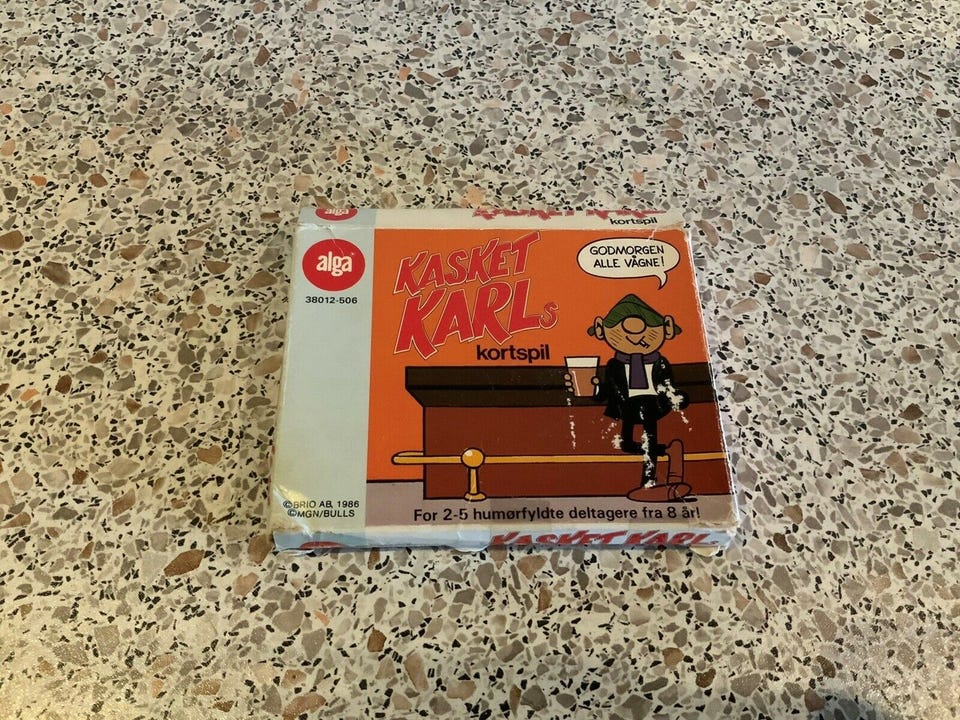 alga
KASKET KARL
kortspil
alga
38012-506
KASKET
KARLs
kortspil
GODMORGEN
ALLE VÅGNE!
©BRIO AB, 1986
©MGN/BULLS
For 2-5 humørfyldte deltagere fra 8 år!
KASKET KARL